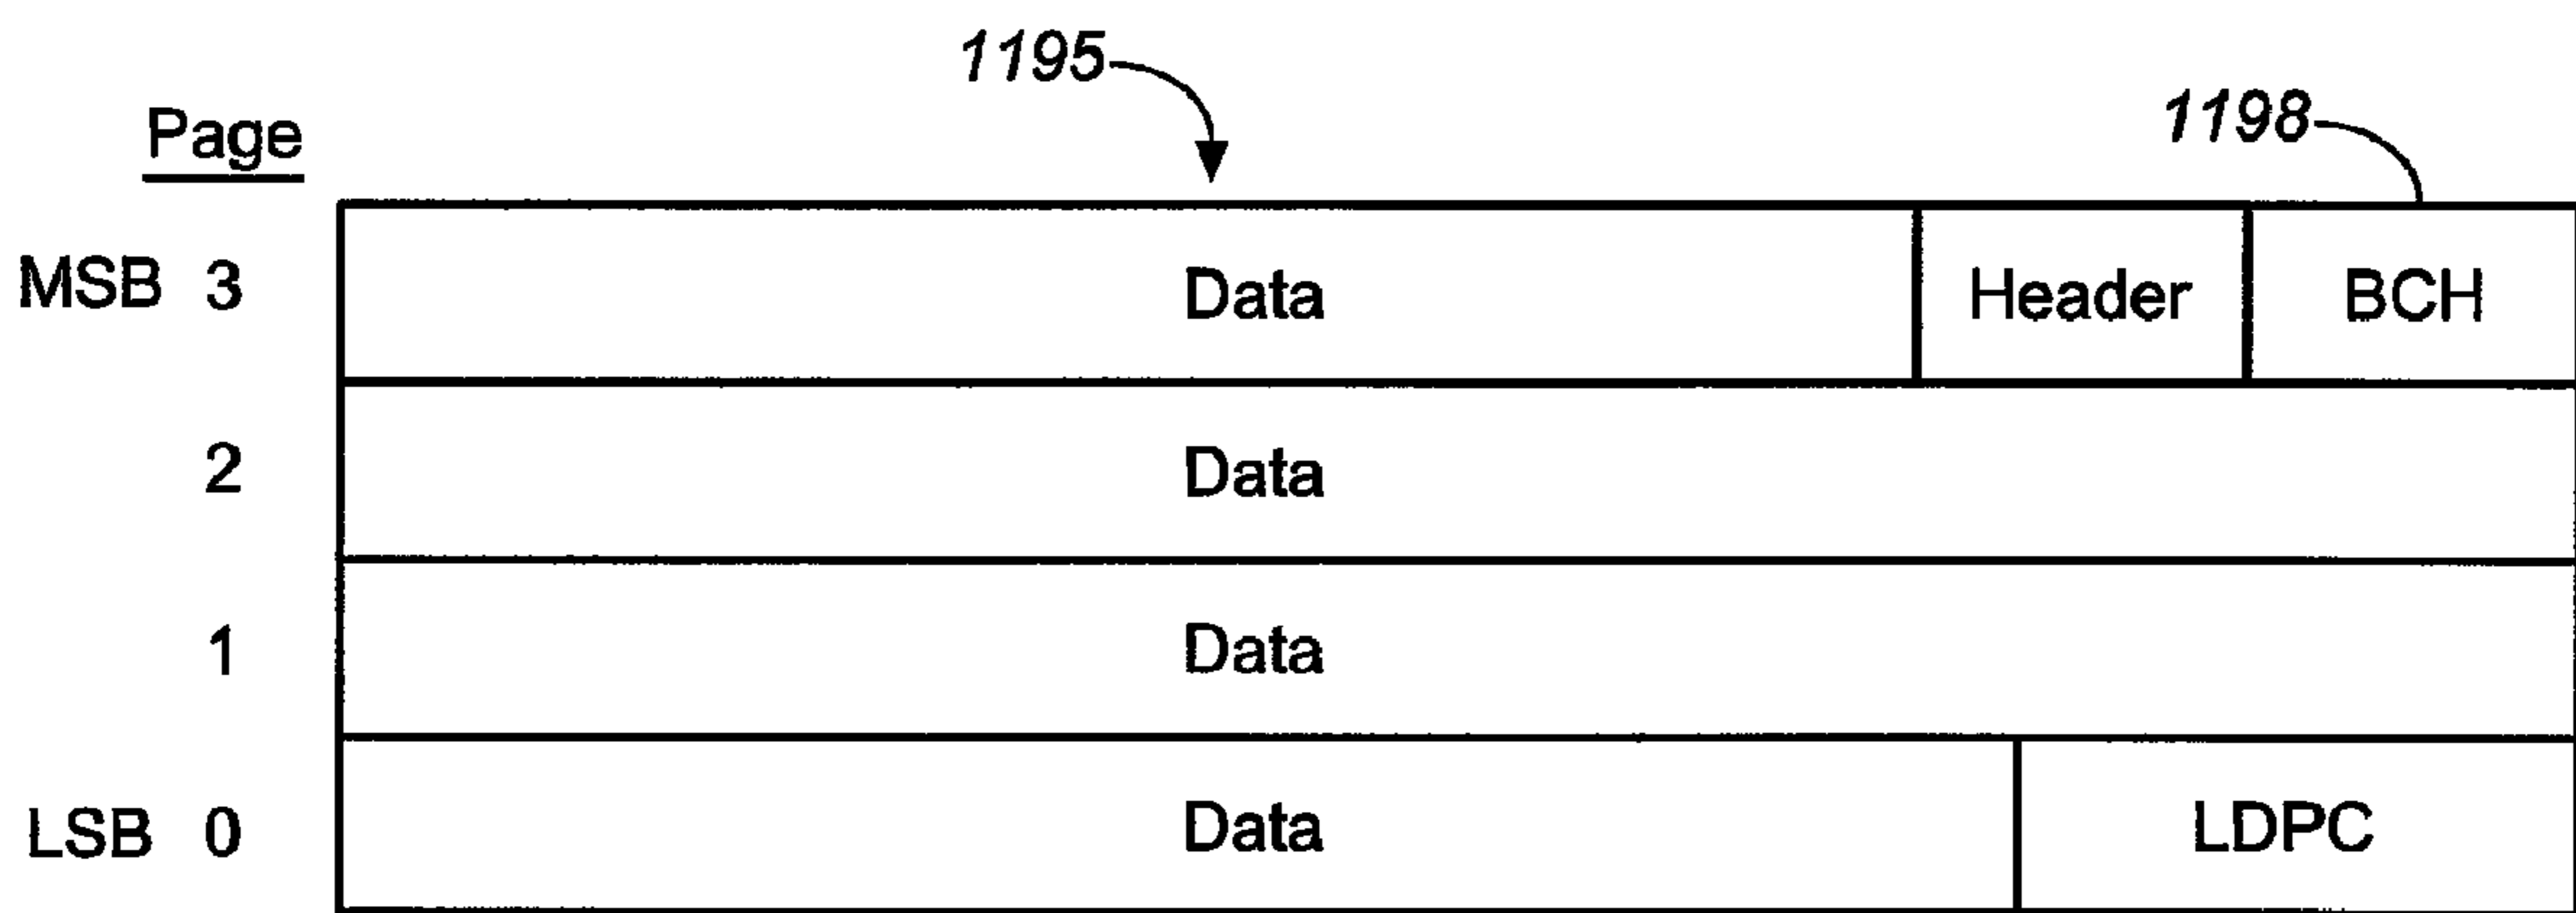 1195
1198
Page
MSB 3 Data Header BCH
2 Data
1 Data
LSB 0 Data LDPC